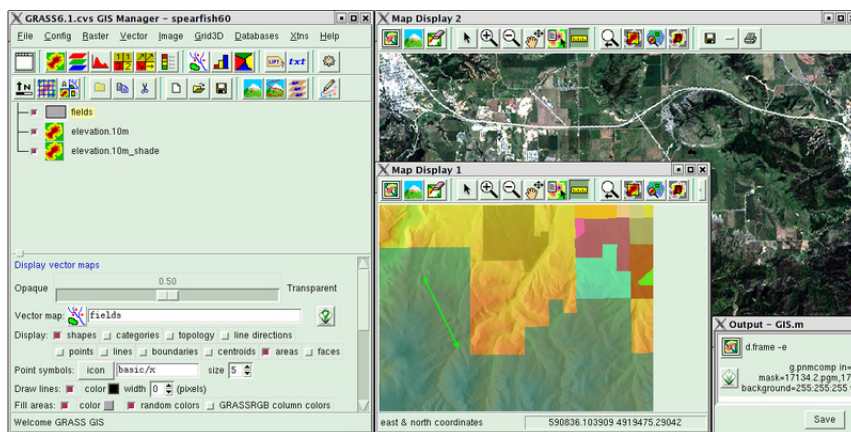 GRASS6.1.cvs GIS Manager - spearfish60
File Config Raster Vector Image Grid3D Databases Xtns Help
fields
elevation.10m
elevation.10m_shade
Display vector maps
0.50
Opaque Transparent
Vector map: fields
Display: shapes categories topology line directions
points lines boundaries centroids areas faces
Point symbols: icon basic/x size 5
Draw lines: color width 0 (pixels)
Fill areas: color random colors GRASSRGB column colors
Welcome GRASS GIS
Map Display 2
Map Display 1
east & north coordinates 590836.103909 4919475.29042
Output - GIS.m
d.frame -e
g.pnmcomp in=
mask=17134.2.pgm,17
background=255:255:255
Save